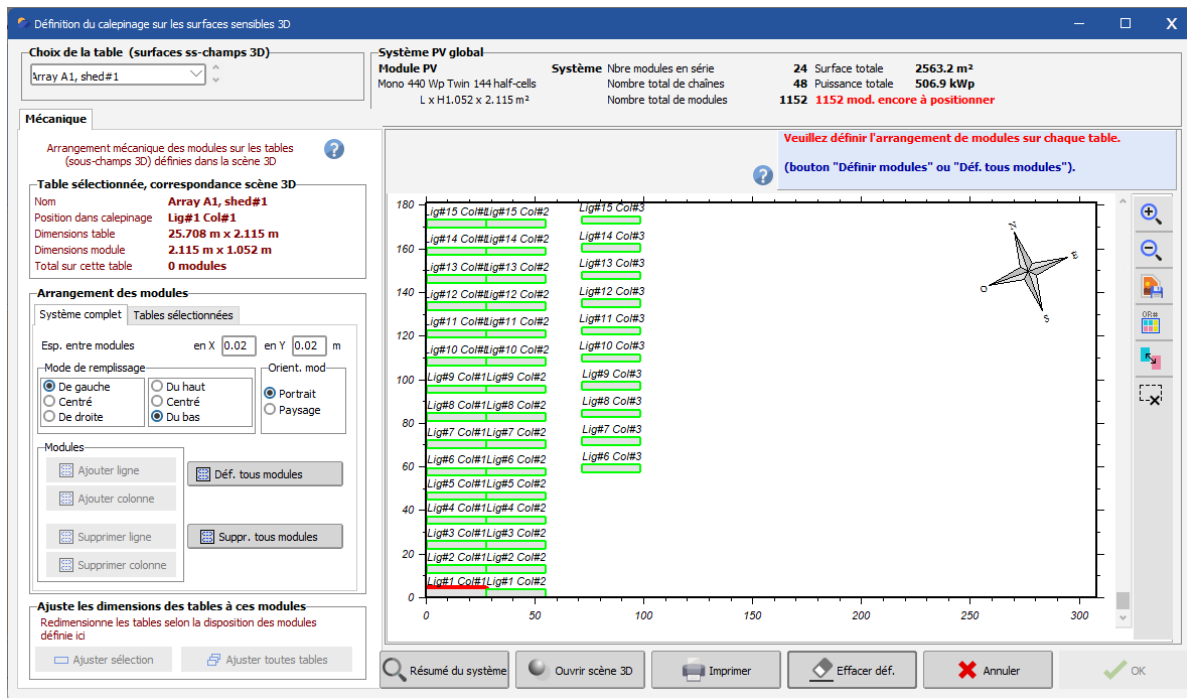 Définition du calepinage sur les surfaces sensibles 3D
Choix de la table (surfaces ss-champs 3D)
Array A1, shed#1
Système PV global
Module PV
Mono 440 Wp Twin 144 half-cells
L x H1.052 x 2.115 m²
Système Nbre modules en série 24 Surface totale 2563.2 m²
Nombre total de chaînes 48 Puissance totale 506.9 kWp
Nombre total de modules 1152 1152 mod. encore à positionner
Mécanique
Arrangement mécanique des modules sur les tables
(sous-champs 3D) définies dans la scène 3D
Table sélectionnée, correspondance scène 3D
Nom Array A1, shed#1
Position dans calepinage Lig#1 Col#1
Dimensions table 25.708 m x 2.115 m
Dimensions module 2.115 m x 1.052 m
Total sur cette table 0 modules
Arrangement des modules
Système complet Tables sélectionnées
Esp. entre modules en X 0.02 en Y 0.02 m
Mode de remplissage
De gauche
Centré
De droite
Du haut
Centré
Du bas
Orient. mod
Portrait
Paysage
Modules
Ajouter ligne
Ajouter colonne
Supprimer ligne
Supprimer colonne
Déf. tous modules
Suppr. tous modules
Ajuste les dimensions des tables à ces modules
Redimensionne les tables selon la disposition des modules
définie ici
Ajuster sélection Ajuster toutes tables
Veuillez définir l'arrangement de modules sur chaque table.
(bouton "Définir modules" ou "Déf. tous modules").
180
160
140
120
100
80
60
40
20
0
0 50 100 150 200 250 300
Lig#15 Col#1 Lig#15 Col#2 Lig#15 Col#3
Lig#14 Col#1 Lig#14 Col#2 Lig#14 Col#3
Lig#13 Col#1 Lig#13 Col#2 Lig#13 Col#3
Lig#12 Col#1 Lig#12 Col#2 Lig#12 Col#3
Lig#11 Col#1 Lig#11 Col#2 Lig#11 Col#3
Lig#10 Col#1 Lig#10 Col#2 Lig#10 Col#3
Lig#9 Col#1 Lig#9 Col#2 Lig#9 Col#3
Lig#8 Col#1 Lig#8 Col#2 Lig#8 Col#3
Lig#7 Col#1 Lig#7 Col#2 Lig#7 Col#3
Lig#6 Col#1 Lig#6 Col#2 Lig#6 Col#3
Lig#5 Col#1 Lig#5 Col#2
Lig#4 Col#1 Lig#4 Col#2
Lig#3 Col#1 Lig#3 Col#2
Lig#2 Col#1 Lig#2 Col#2
Lig#1 Col#1 Lig#1 Col#2
N
E
O
S
OR#
Résumé du système Ouvrir scène 3D Imprimer Effacer déf. Annuler OK